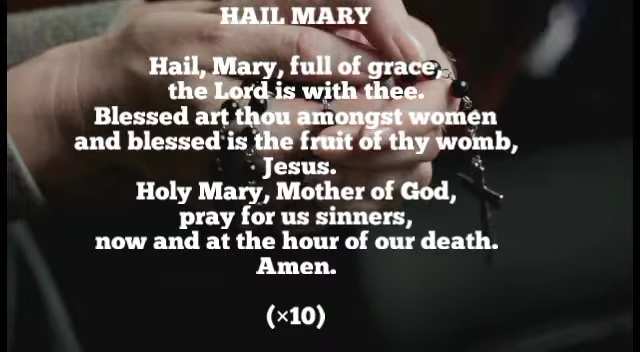 HAIL MARY
Hail, Mary, full of grace,
the Lord is with thee.
Blessed art thou amongst women
and blessed is the fruit of thy womb,
Jesus.
Holy Mary, Mother of God,
pray for us sinners,
now and at the hour of our death.
Amen.
(×10)